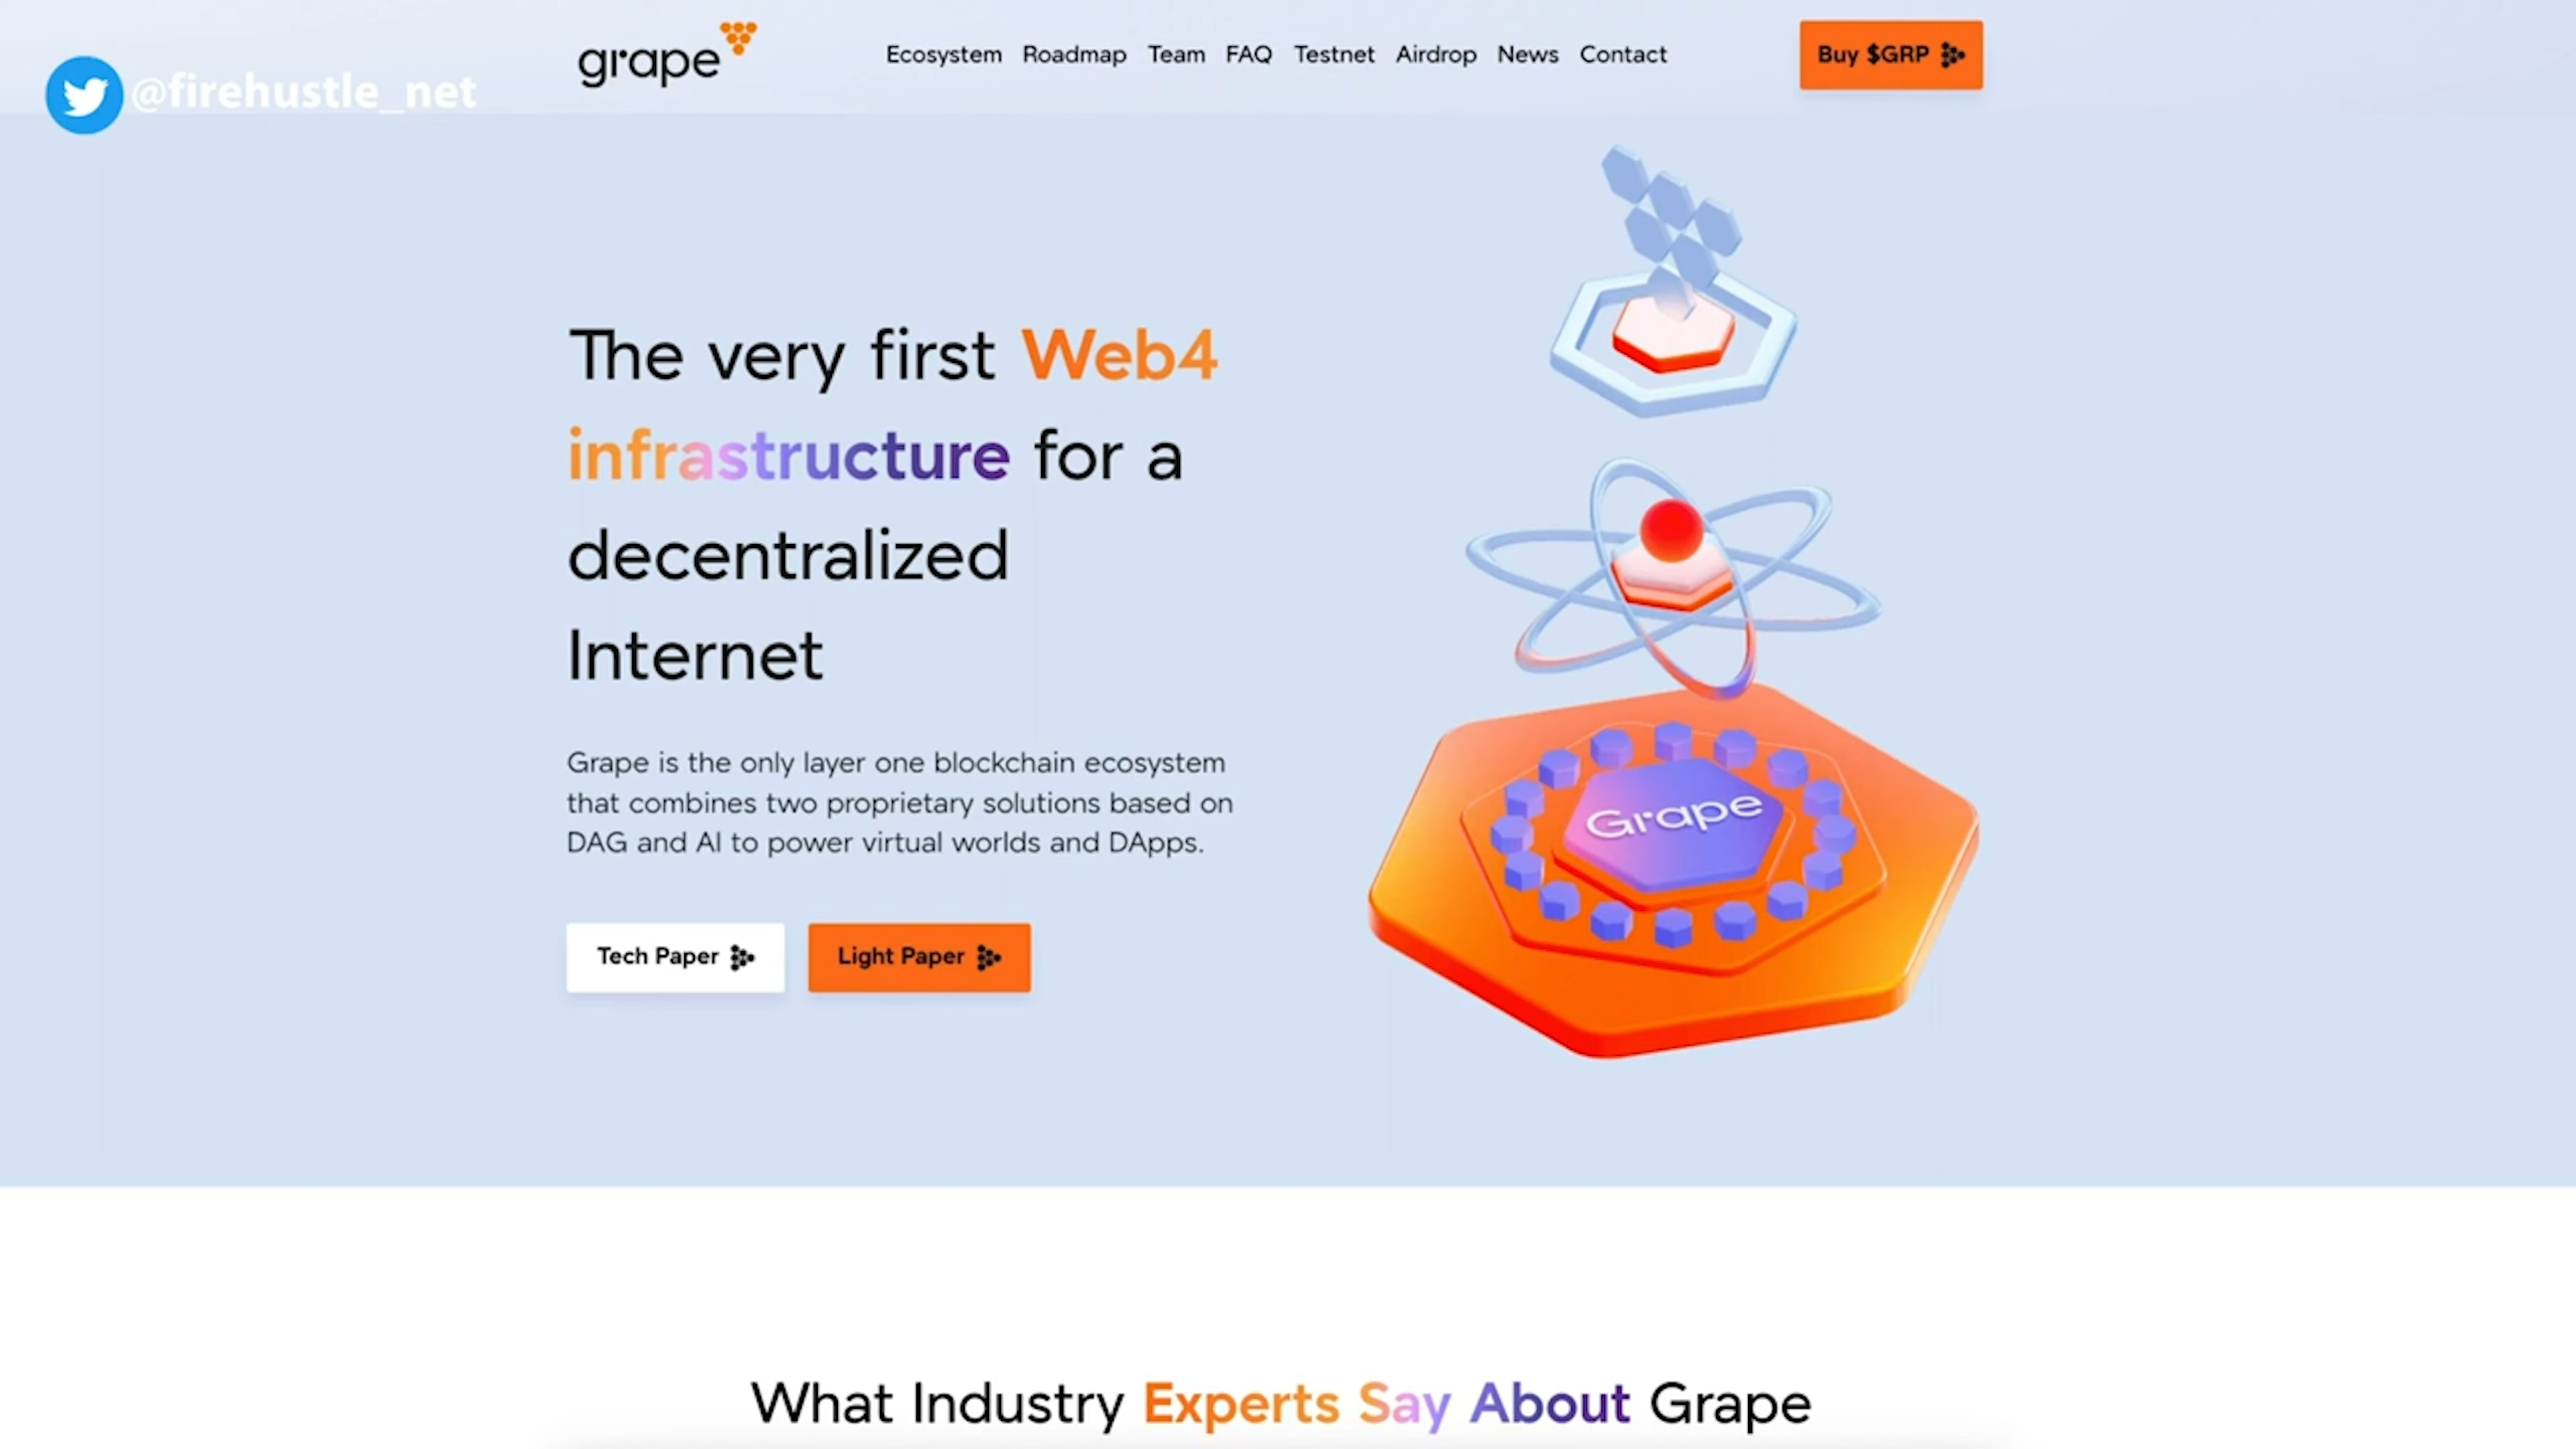 grape
Ecosystem Roadmap Team FAQ Testnet Airdrop News Contact
Buy $GRP
@firehustle_net
The very first Web4
infrastructure for a
decentralized
Internet
Grape is the only layer one blockchain ecosystem
that combines two proprietary solutions based on
DAG and AI to power virtual worlds and DApps.
Tech Paper
Light Paper
Grape
What Industry Experts Say About Grape